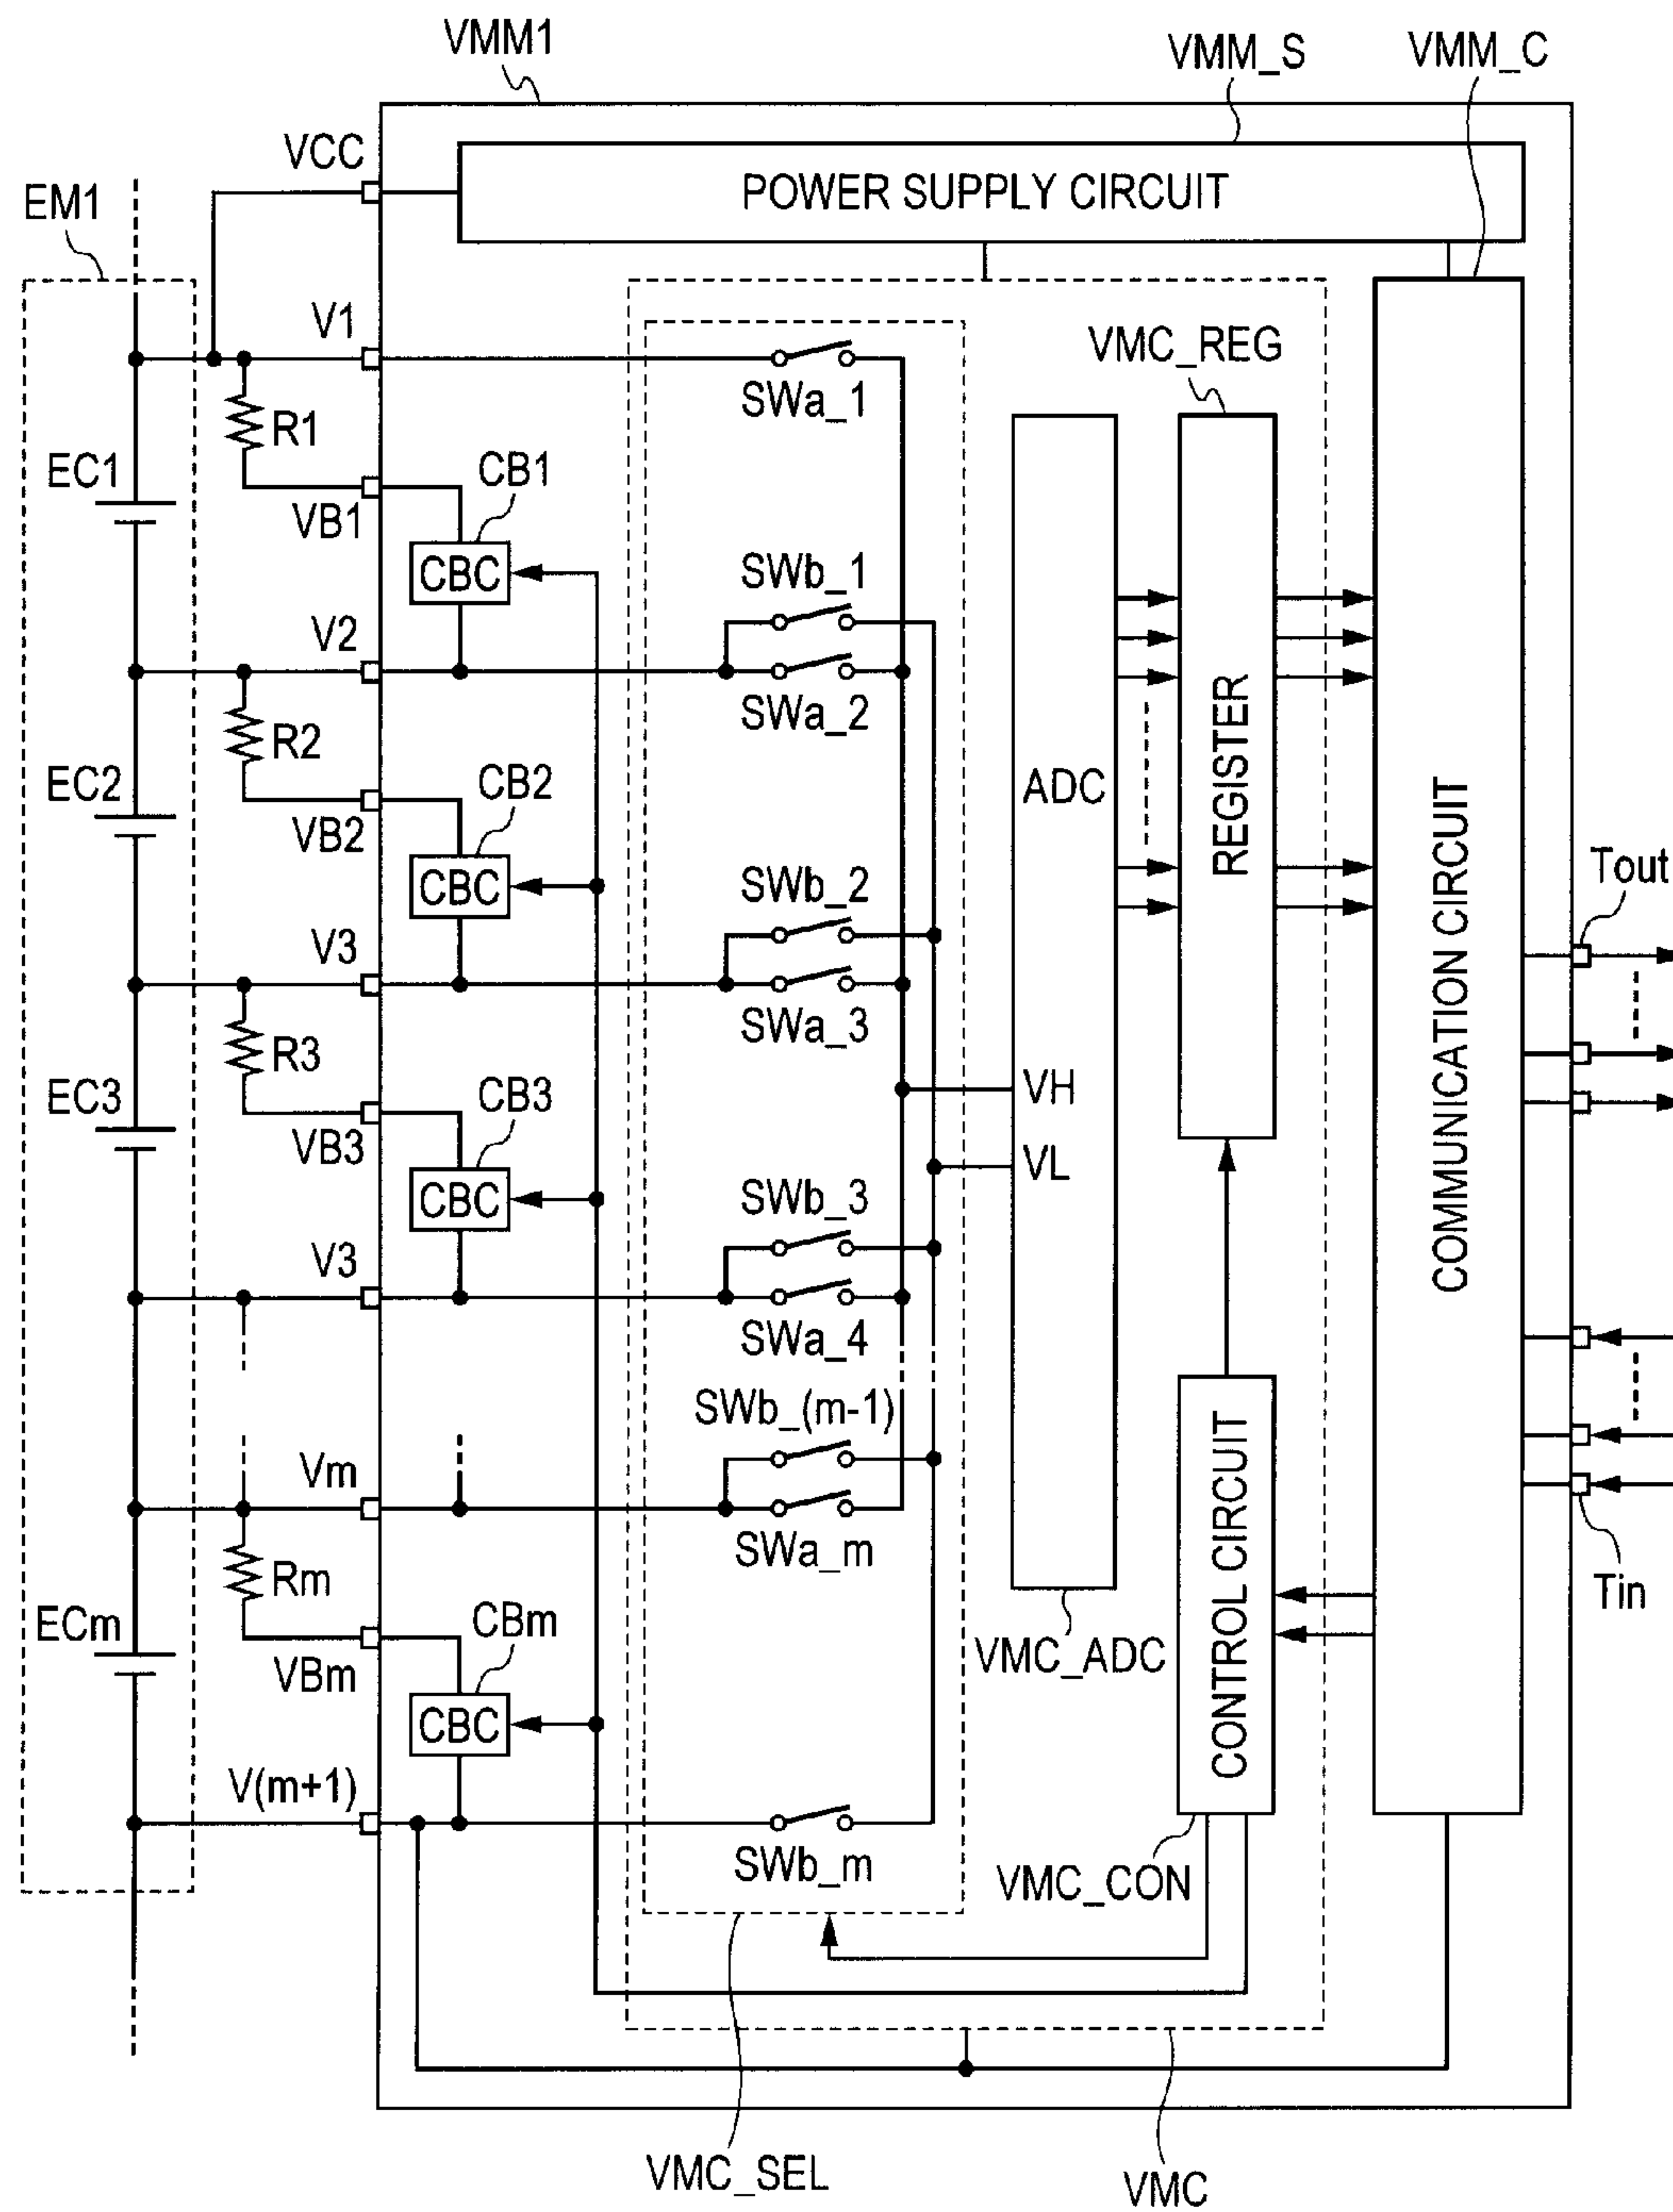 VMM1
VMM_S
VMM_C
VCC
POWER SUPPLY CIRCUIT
EM1
V1
VMC_REG
SWa_1
R1
EC1
CB1
VB1
CBC
SWb_1
V2
SWa_2
R2
REGISTER
EC2
CB2
ADC
VB2
CBC
SWb_2
COMMUNICATION CIRCUIT
Tout
V3
SWa_3
R3
EC3
CB3
VH
VB3
VL
CBC
SWb_3
V3
SWa_4
SWb_(m-1)
Vm
SWa_m
CONTROL CIRCUIT
Rm
Tin
ECm
CBm
VMC_ADC
VBm
CBC
V(m+1)
SWb_m
VMC_CON
VMC_SEL
VMC